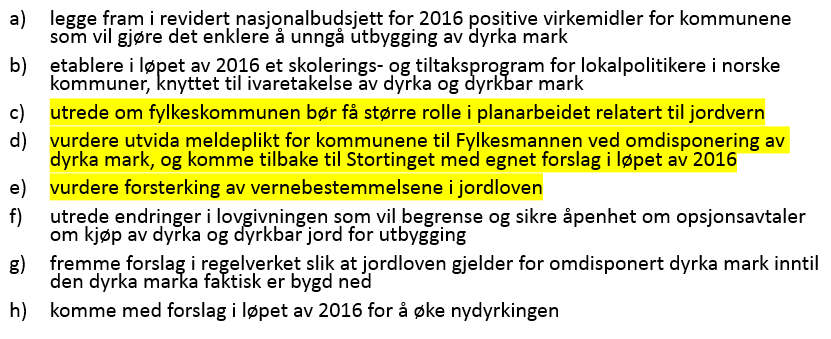 a) legge fram i revidert nasjonalbudsjett for 2016 positive virkemidler for kommunene
som vil gjøre det enklere å unngå utbygging av dyrka mark
b) etablere i løpet av 2016 et skolerings- og tiltaksprogram for lokalpolitikere i norske
kommuner, knyttet til ivaretakelse av dyrka og dyrkbar mark
c) utrede om fylkeskommunen bør få større rolle i planarbeidet relatert til jordvern
d) vurdere utvida meldeplikt for kommunene til Fylkesmannen ved omdisponering av
dyrka mark, og komme tilbake til Stortinget med egnet forslag i løpet av 2016
e) vurdere forsterking av vernebestemmelsene i jordloven
f) utrede endringer i lovgivningen som vil begrense og sikre åpenhet om opsjonsavtaler
om kjøp av dyrka og dyrkbar jord for utbygging
g) fremme forslag i regelverket slik at jordloven gjelder for omdisponert dyrka mark inntil
den dyrka marka faktisk er bygd ned
h) komme med forslag i løpet av 2016 for å øke nydyrkingen